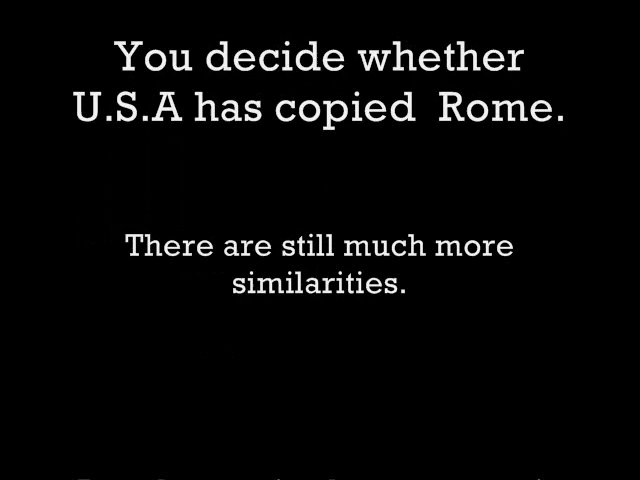 You decide whether
U.S.A has copied  Rome.
There are still much more
similarities.